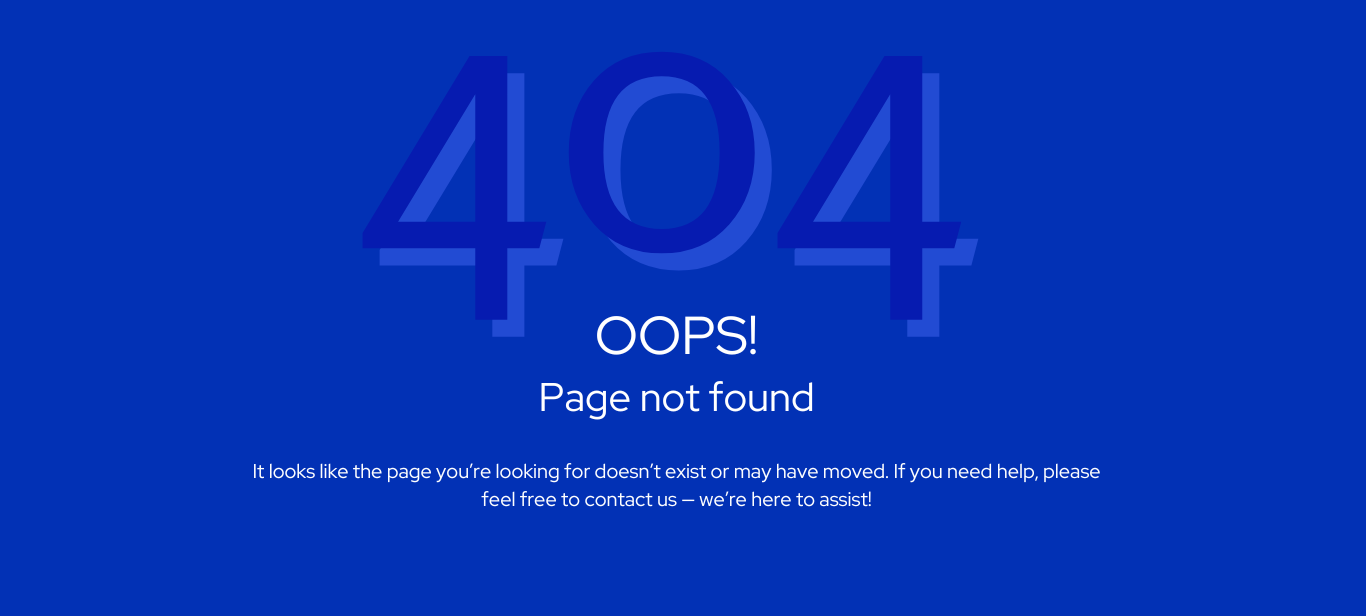 404
OOPS!
Page not found
It looks like the page you’re looking for doesn’t exist or may have moved. If you need help, please
feel free to contact us — we’re here to assist!